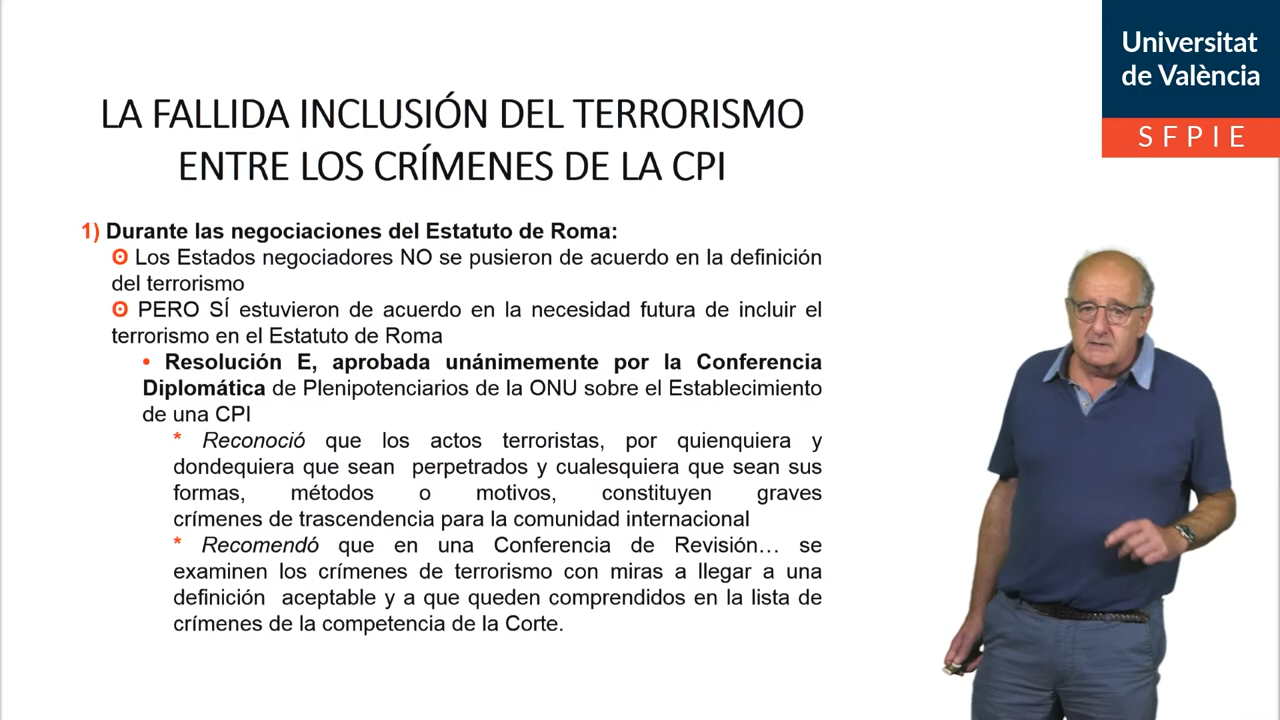 Universitat
de València
SFPIE
LA FALLIDA INCLUSIÓN DEL TERRORISMO
ENTRE LOS CRÍMENES DE LA CPI
1) Durante las negociaciones del Estatuto de Roma:
ʘ Los Estados negociadores NO se pusieron de acuerdo en la definición
del terrorismo
ʘ PERO SÍ estuvieron de acuerdo en la necesidad futura de incluir el
terrorismo en el Estatuto de Roma
• Resolución E, aprobada unánimemente por la Conferencia
Diplomática de Plenipotenciarios de la ONU sobre el Establecimiento
de una CPI
* Reconoció que los actos terroristas, por quienquiera y
dondequiera que sean perpetrados y cualesquiera que sean sus
formas, métodos o motivos, constituyen graves
crímenes de trascendencia para la comunidad internacional
* Recomendó que en una Conferencia de Revisión… se
examinen los crímenes de terrorismo con miras a llegar a una
definición aceptable y a que queden comprendidos en la lista de
crímenes de la competencia de la Corte.